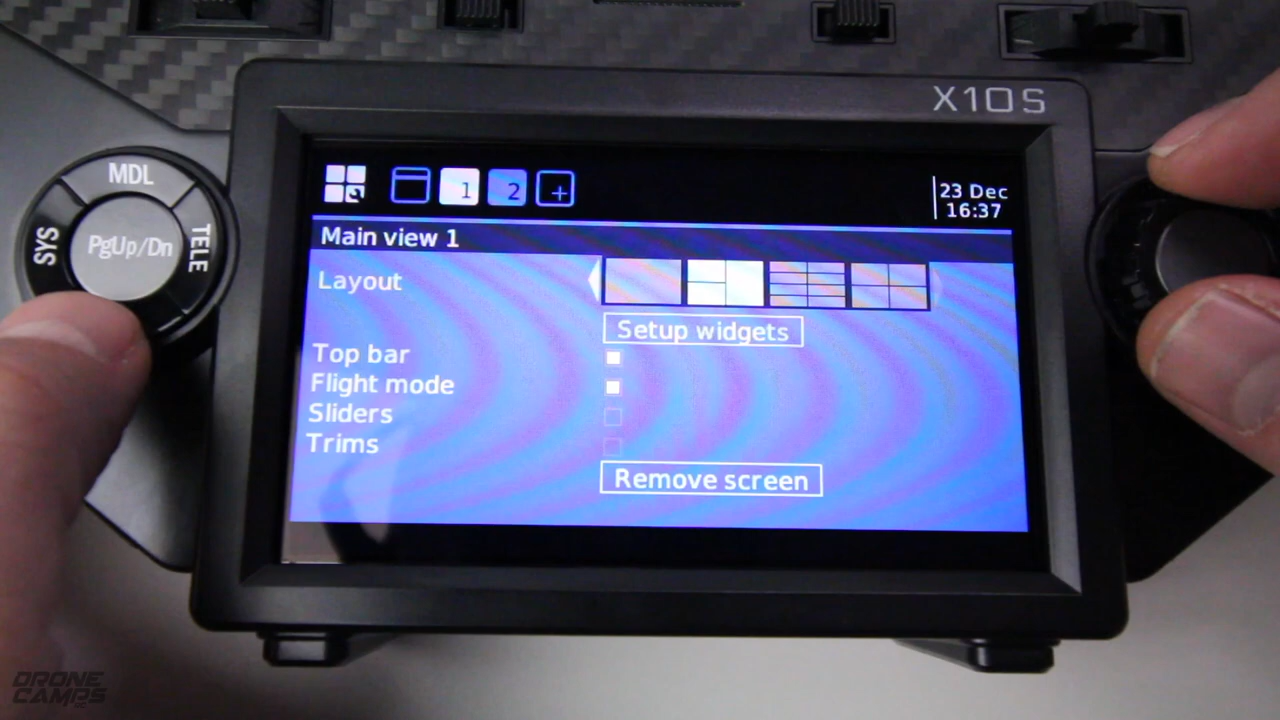 X10S
MDL
SYS
PgUp/Dn
TELE
1
2
+
23 Dec
16:37
Main view 1
Layout
Setup widgets
Top bar
Flight mode
Sliders
Trims
Remove screen
DRONE
CAMPS